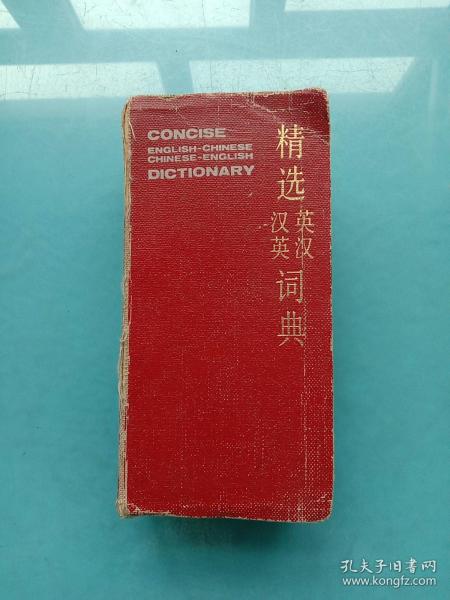 CONCISE
ENGLISH-CHINESE
CHINESE-ENGLISH
DICTIONARY
精选
英汉
汉英
词典
孔夫子旧书网
www.kongfz.com